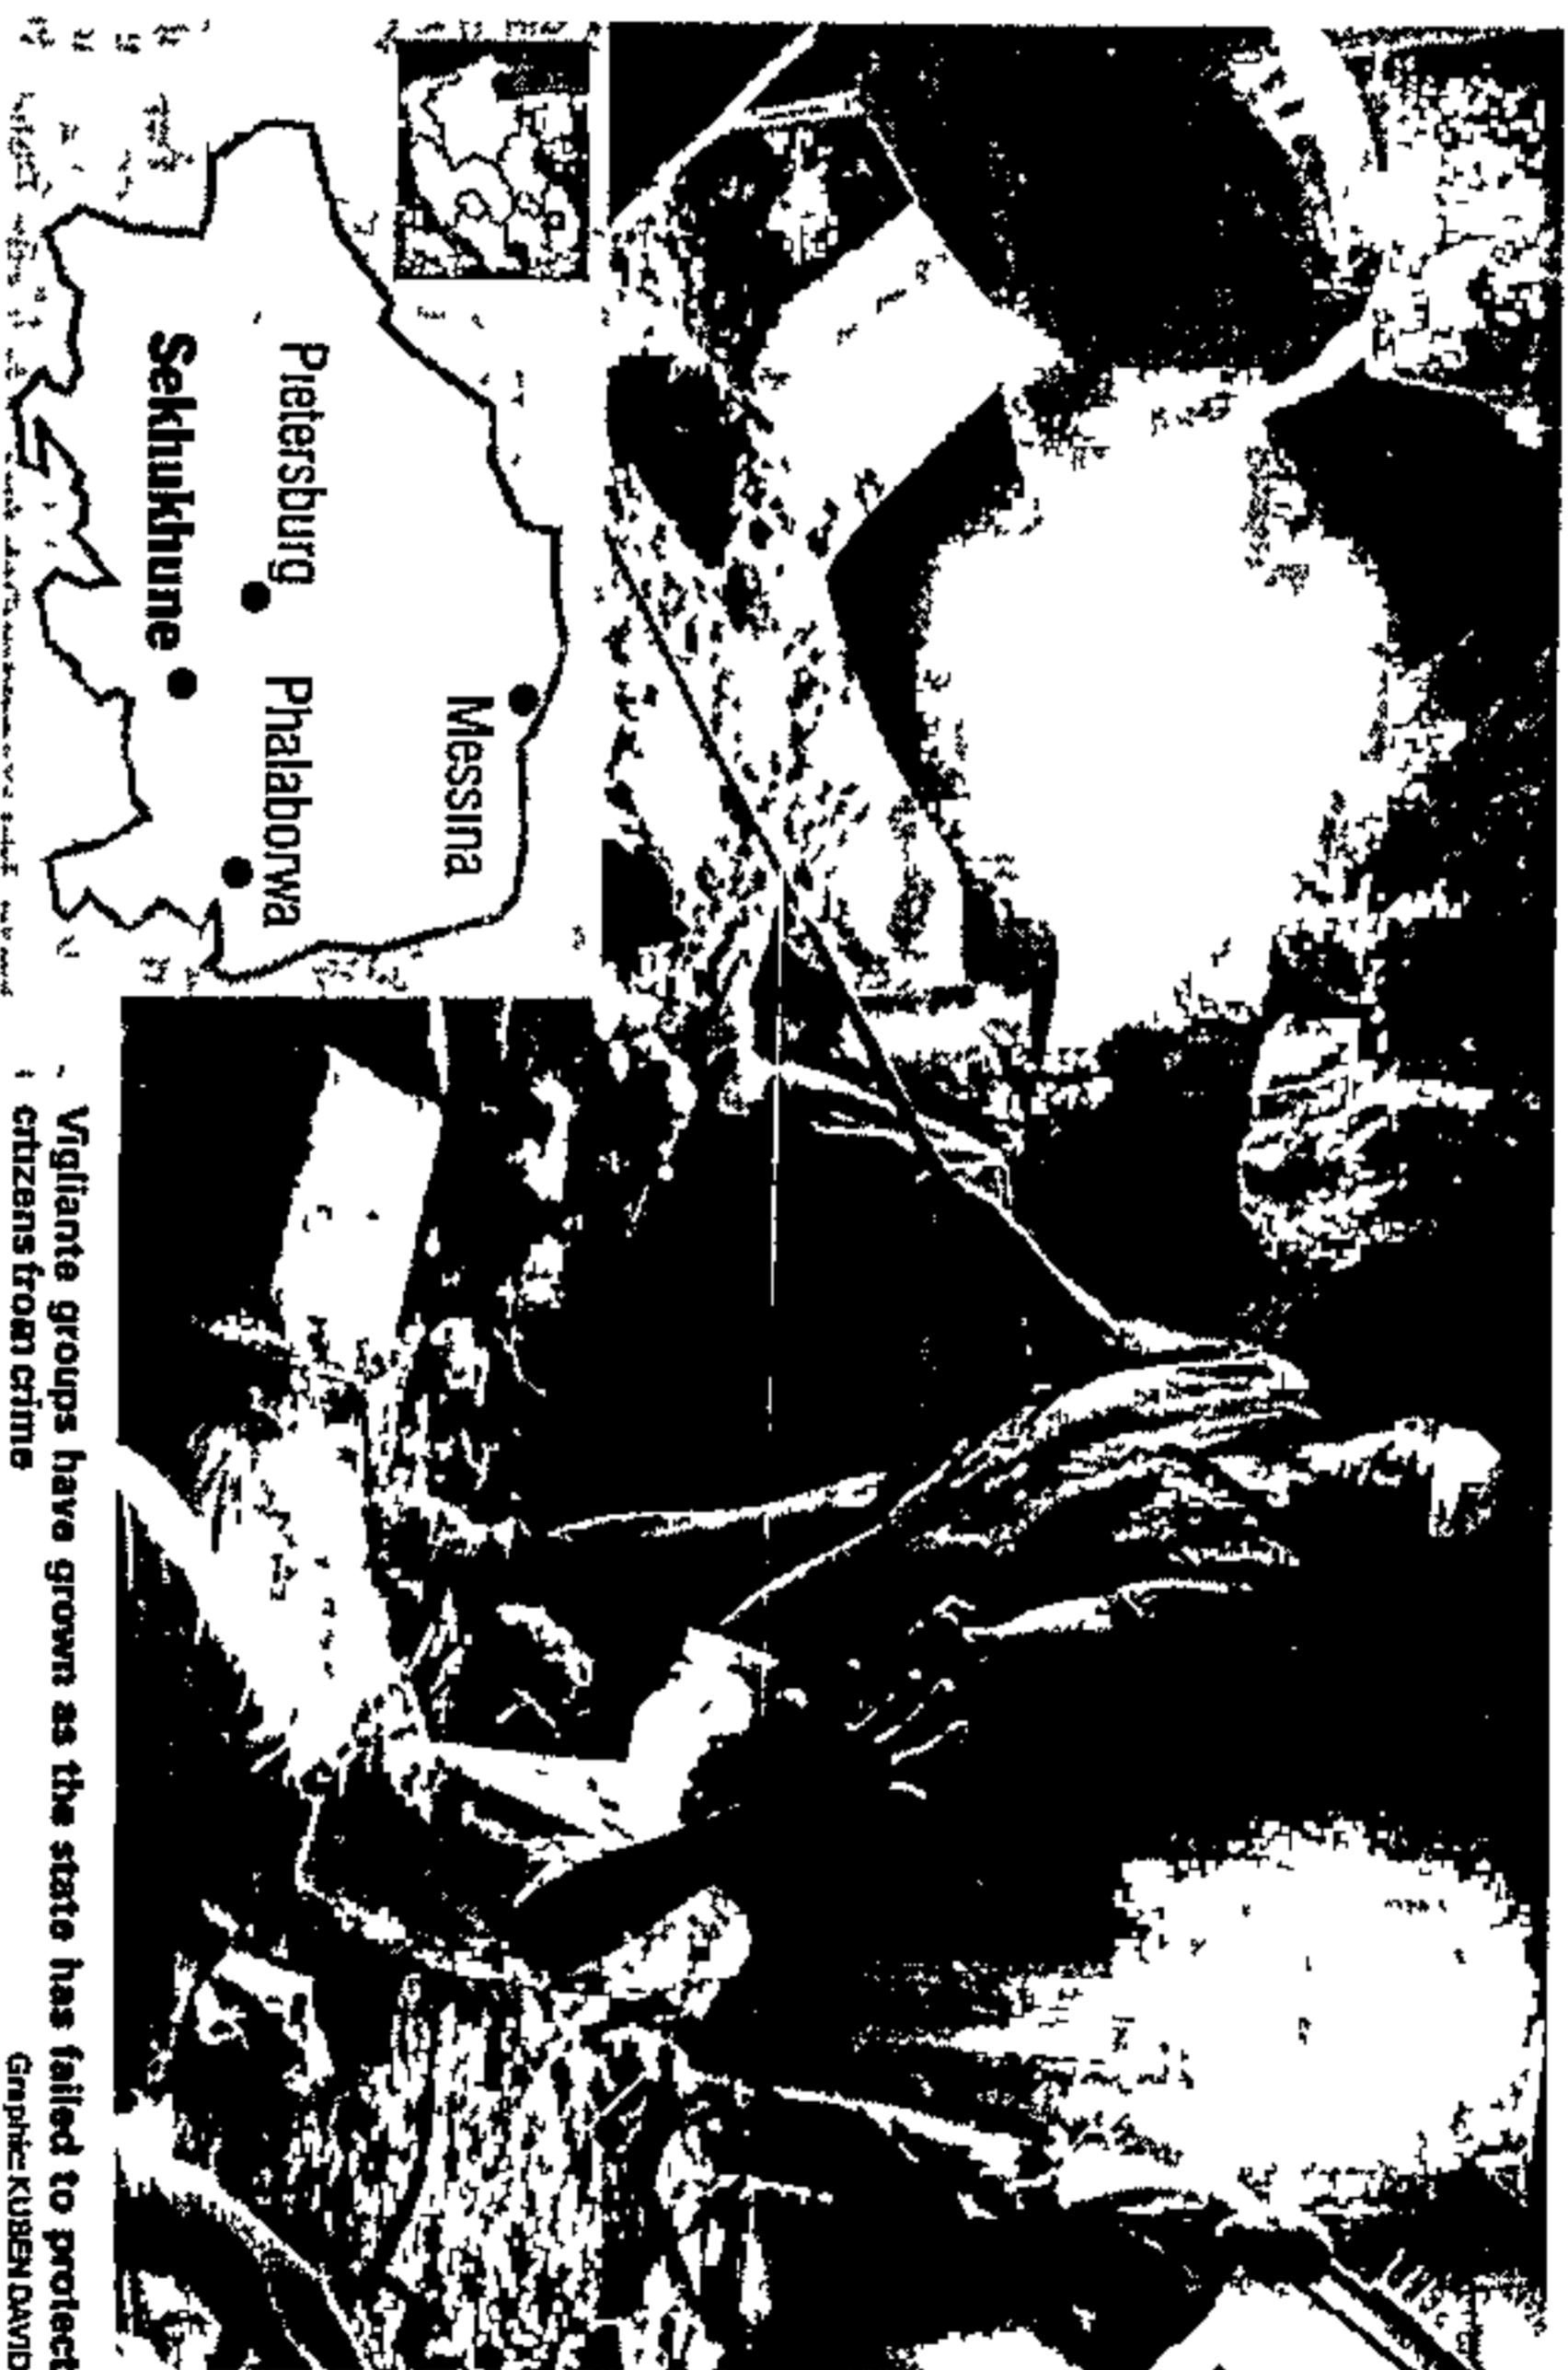 Messina
Pietersburg
Phalaborwa
Sekhukhune
Vigilante groups have grown as the state has failed to protect
citizens from crime
Graphic KUBEN DAVID